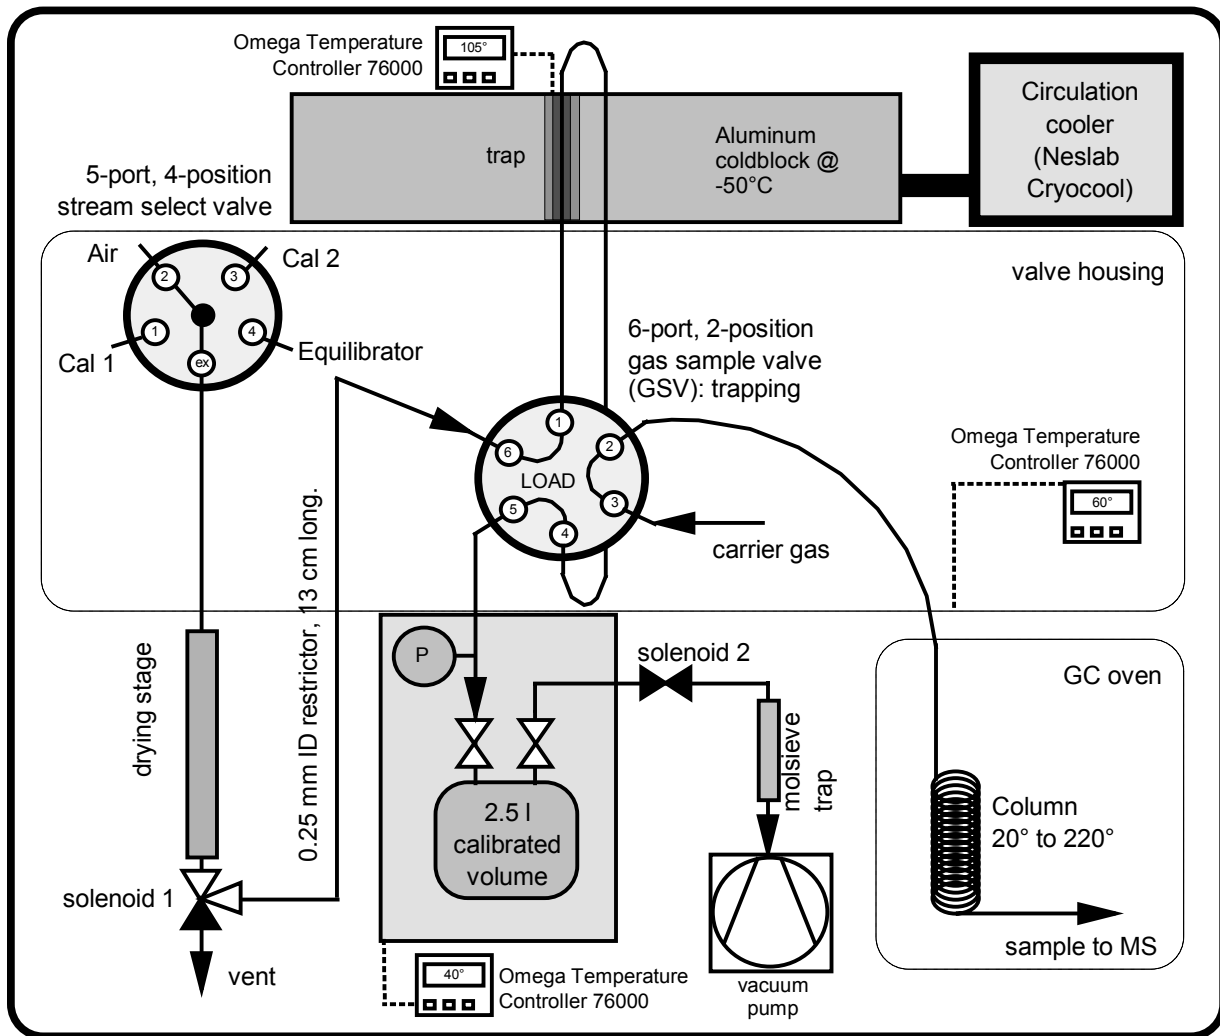 Omega Temperature
Controller 76000
105°
trap
Aluminum
coldblock @
-50°C
Circulation
cooler
(Neslab
Cryocool)
5-port, 4-position
stream select valve
Air
Cal 2
Cal 1
Equilibrator
2
3
1
4
ex
valve housing
6-port, 2-position
gas sample valve
(GSV): trapping
1
6
2
LOAD
5
3
4
carrier gas
Omega Temperature
Controller 76000
60°
0.25 mm ID restrictor, 13 cm long.
drying stage
solenoid 1
vent
P
2.5 l
calibrated
volume
solenoid 2
molsieve
trap
vacuum
pump
40°
Omega Temperature
Controller 76000
GC oven
Column
20° to 220°
sample to MS